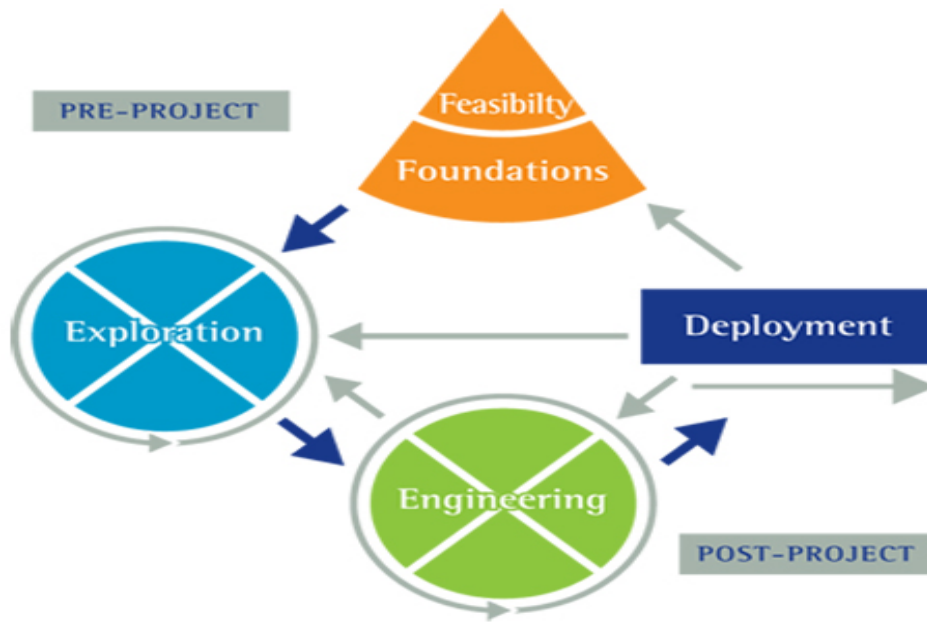 Feasibilty
PRE-PROJECT
Foundations
Exploration
Deployment
Engineering
POST-PROJECT